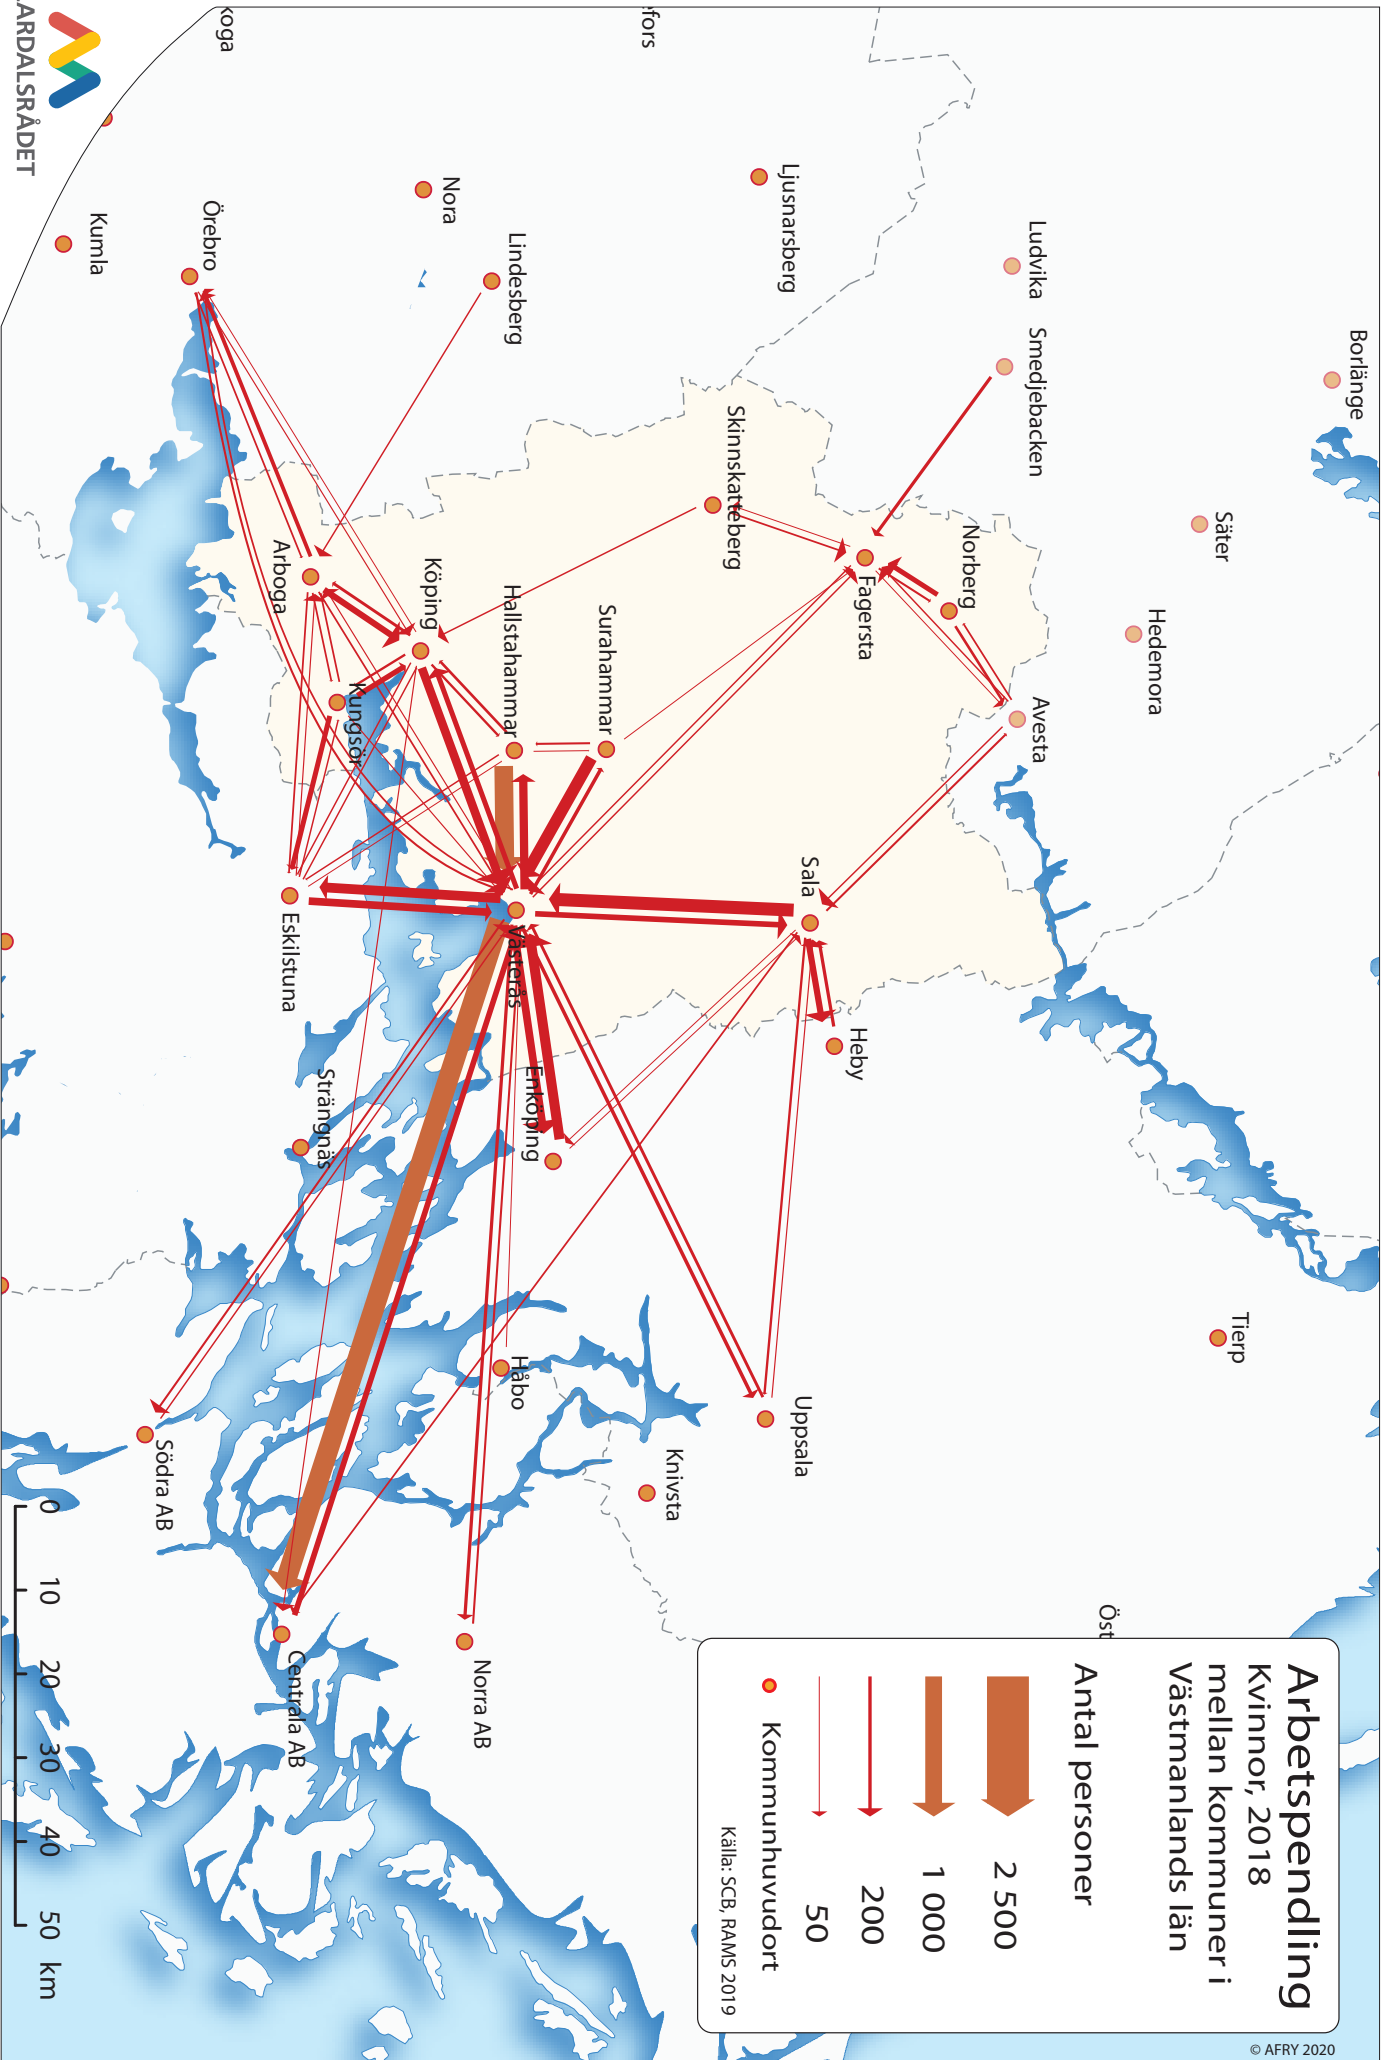 Arbetspendling
Kvinnor, 2018
mellan kommuner i
Västmanlands län
Antal personer
2 500
1 000
200
50
Kommunhuvudort
Källa: SCB, RAMS 2019
© AFRY 2020
Borlänge
Säter
Hedemora
Ludvika
Smedjebacken
Avesta
Norberg
Fagersta
Ljusnarsberg
Skinnskatteberg
Tierp
Öst
Heby
Sala
Uppsala
Knivsta
efors
Surahammar
Hallstahammar
Västerås
Enköping
Håbo
Norra AB
Lindesberg
Nora
Köping
Kungsör
Arboga
Eskilstuna
Strängnäs
Centrala AB
Södra AB
koga
Örebro
Kumla
ARDALSRÅDET
0 10 20 30 40 50 km